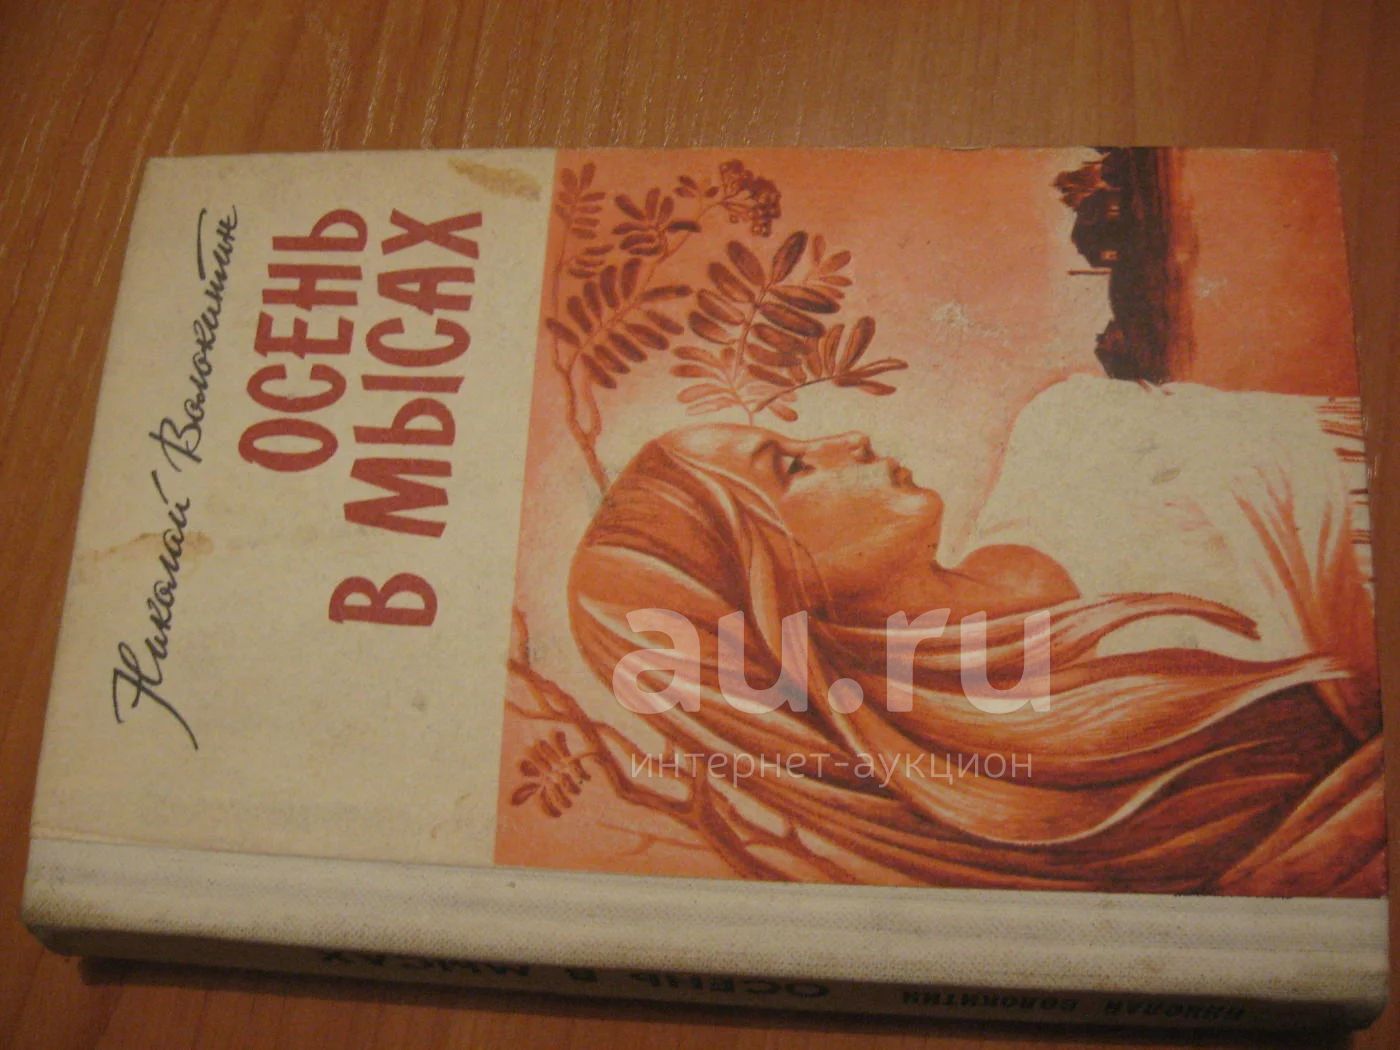 Николай Волокитин
ОСЕНЬ
В МЫСАХ
au.ru
интернет-аукцион
НИКОЛАЙ ВОЛОКИТИН ОСЕНЬ В МЫСАХ